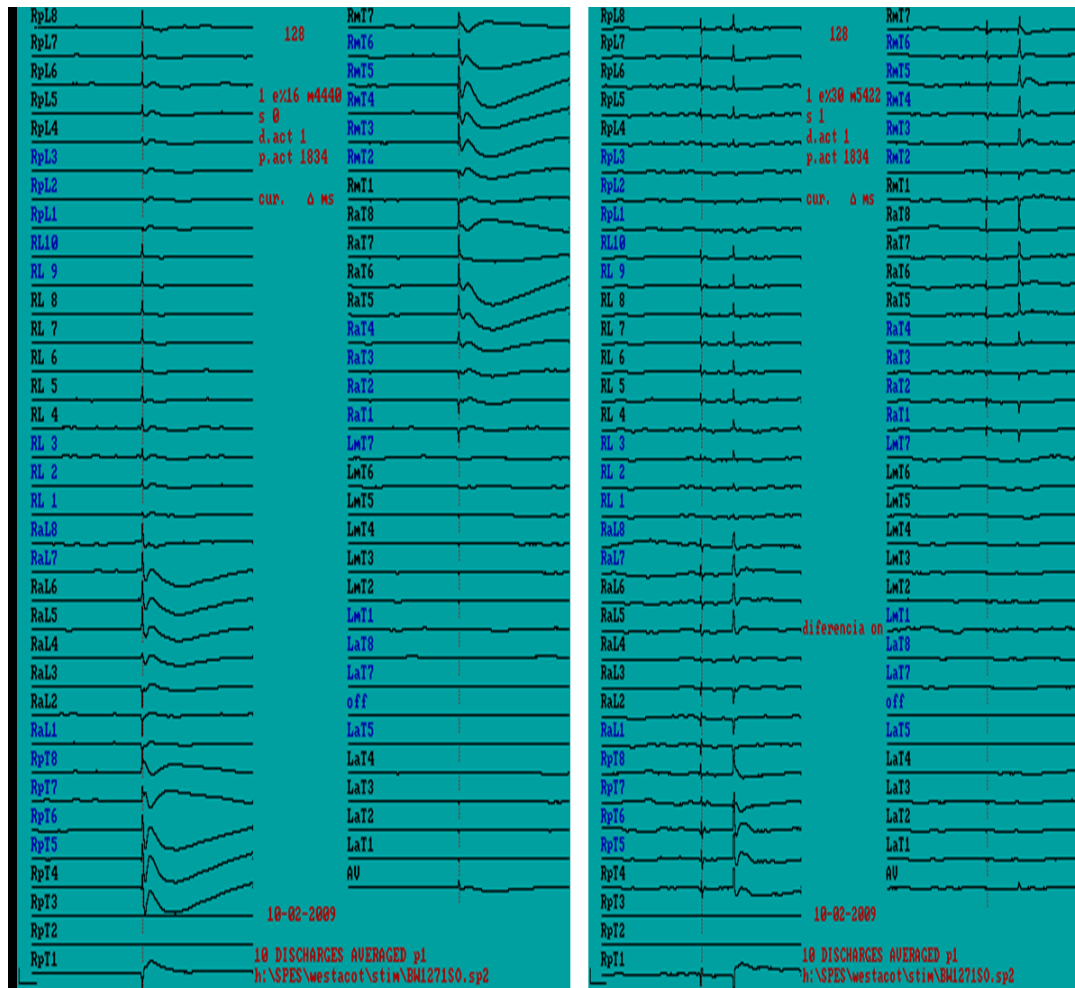 RpL8
RpL7
RpL6
RpL5
RpL4
RpL3
RpL2
RpL1
RL10
RL 9
RL 8
RL 7
RL 6
RL 5
RL 4
RL 3
RL 2
RL 1
RaL8
RaL7
RaL6
RaL5
RaL4
RaL3
RaL2
RaL1
RpT8
RpT7
RpT6
RpT5
RpT4
RpT3
RpT2
RpT1
128
1 e%16 m4440
s 0
d.act 1
p.act 1834
cur. Δ ms
10-02-2009
10 DISCHARGES AVERAGED p1
h:\SPES\westacot\stim\BW1271SO.sp2
RmT7
RmT6
RmT5
RmT4
RmT3
RmT2
RmT1
RaT8
RaT7
RaT6
RaT5
RaT4
RaT3
RaT2
RaT1
LmT7
LmT6
LmT5
LmT4
LmT3
LmT2
LmT1
LaT8
LaT7
off
LaT5
LaT4
LaT3
LaT2
LaT1
AV
RpL8
RpL7
RpL6
RpL5
RpL4
RpL3
RpL2
RpL1
RL10
RL 9
RL 8
RL 7
RL 6
RL 5
RL 4
RL 3
RL 2
RL 1
RaL8
RaL7
RaL6
RaL5
RaL4
RaL3
RaL2
RaL1
RpT8
RpT7
RpT6
RpT5
RpT4
RpT3
RpT2
RpT1
128
1 e%30 m5422
s 1
d.act 1
p.act 1834
cur. Δ ms
diferencia on
10-02-2009
10 DISCHARGES AVERAGED p1
h:\SPES\westacot\stim\BW1271SO.sp2
RmT7
RmT6
RmT5
RmT4
RmT3
RmT2
RmT1
RaT8
RaT7
RaT6
RaT5
RaT4
RaT3
RaT2
RaT1
LmT7
LmT6
LmT5
LmT4
LmT3
LmT2
LmT1
LaT8
LaT7
off
LaT5
LaT4
LaT3
LaT2
LaT1
AV